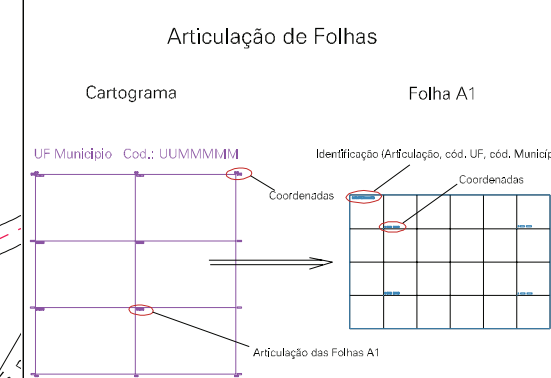 Articulação de Folhas
Cartograma
Folha A1
UF Municipio Cod.: UUMMMMM
Identificação (Articulação, cód. UF, cód. Municíp
Coordenadas
Coordenadas
Articulação das Folhas A1